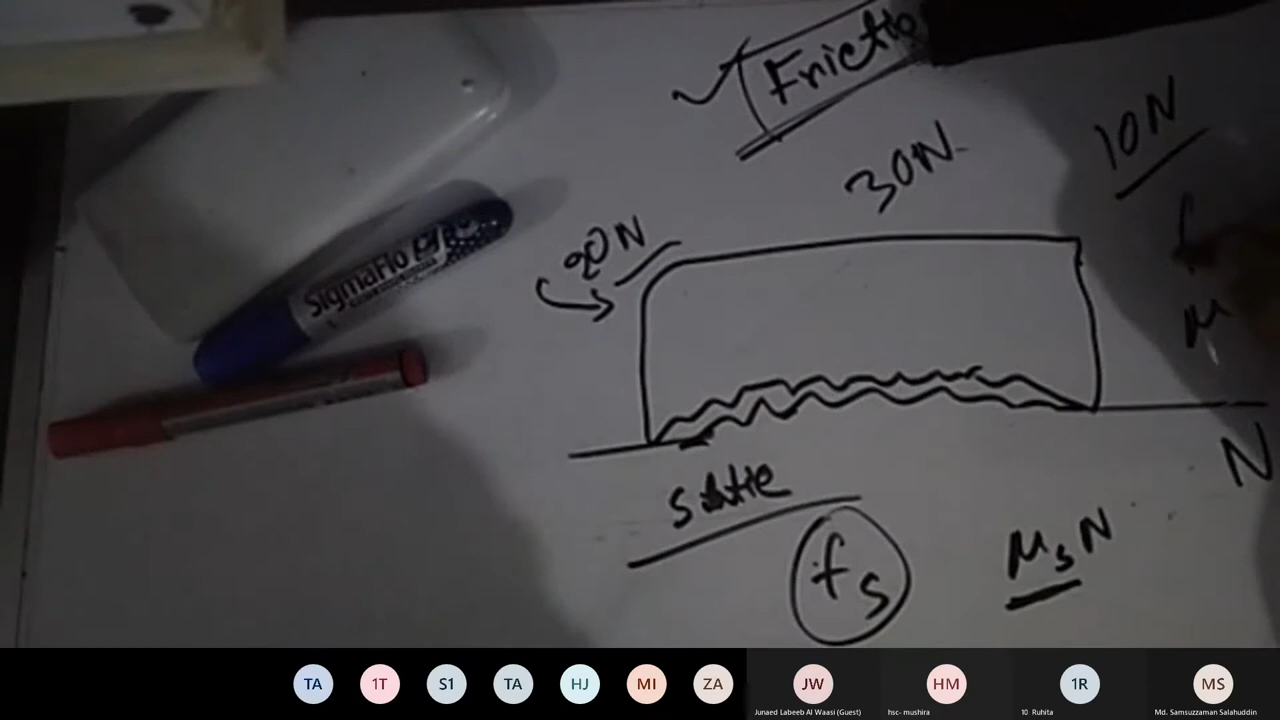 Frictio
10N
30N
20N
f
μ
SigmaFlo
N
fs
μsN
TA
1T
S1
TA
HJ
MI
ZA
JW
HM
1R
MS
Junaed Labeeb Al Waasi (Guest)
hsc- mushira
10. Ruhita
Md. Samsuzzaman Salahuddin